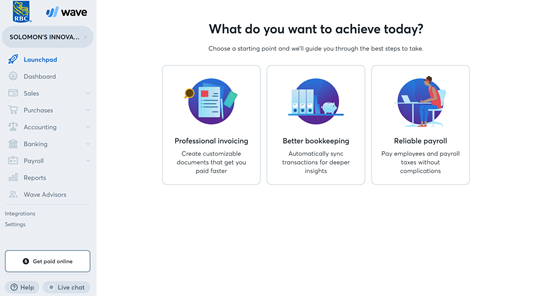 RBC
wave
SOLOMON'S INNOVA...
Launchpad
Dashboard
Sales
Purchases
Accounting
Banking
Payroll
Reports
Wave Advisors
Integrations
Settings
Get paid online
Help
Live chat
What do you want to achieve today?
Choose a starting point and we'll guide you through the best steps to take.
Professional invoicing
Create customizable
documents that get you
paid faster
Better bookkeeping
Automatically sync
transactions for deeper
insights
Reliable payroll
Pay employees and payroll
taxes without
complications